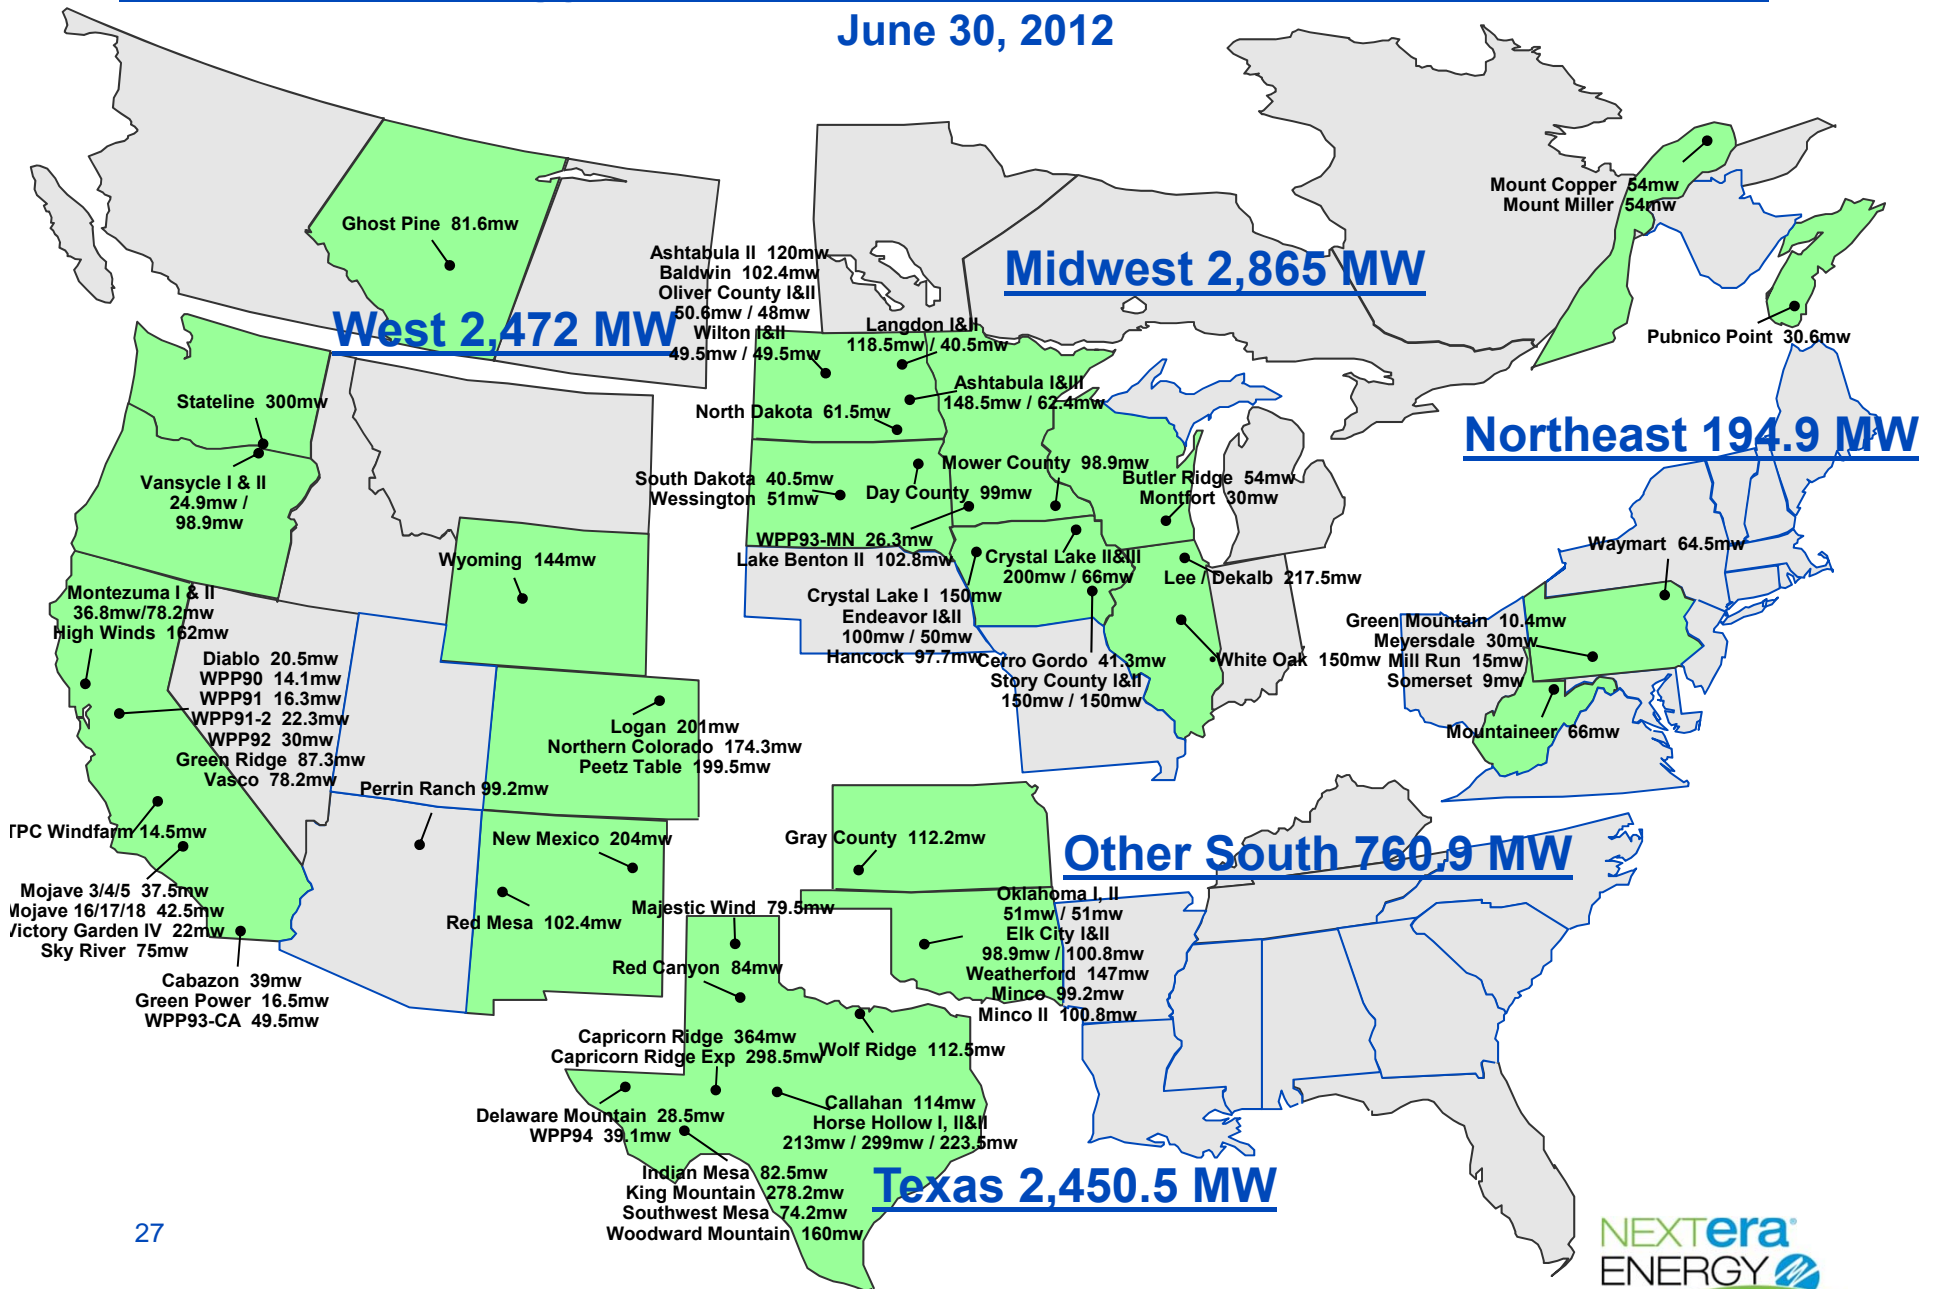 June 30, 2012
Mount Copper 54mw
Mount Miller 54mw
Ghost Pine 81.6mw
Ashtabula II 120mw
Baldwin 102.4mw
Oliver County I&II
50.6mw / 48mw
Wilton I&II
49.5mw / 49.5mw
Midwest 2,865 MW
West 2,472 MW
Langdon I&II
118.5mw / 40.5mw
Pubnico Point 30.6mw
Ashtabula I&III
148.5mw / 62.4mw
North Dakota 61.5mw
Stateline 300mw
Northeast 194.9 MW
Vansycle I & II
24.9mw /
98.9mw
South Dakota 40.5mw
Wessington 51mw
Mower County 98.9mw
Day County 99mw
Butler Ridge 54mw
Montfort 30mw
WPP93-MN 26.3mw
Lake Benton II 102.8mw
Wyoming 144mw
Crystal Lake II&III
200mw / 66mw
Lee / Dekalb 217.5mw
Waymart 64.5mw
Montezuma I & II
36.8mw/78.2mw
High Winds 162mw
Crystal Lake I 150mw
Endeavor I&II
100mw / 50mw
Hancock 97.7mw
Green Mountain 10.4mw
Meyersdale 30mw
Mill Run 15mw
Somerset 9mw
Diablo 20.5mw
WPP90 14.1mw
WPP91 16.3mw
WPP91-2 22.3mw
WPP92 30mw
Green Ridge 87.3mw
Vasco 78.2mw
Cerro Gordo 41.3mw
Story County I&II
150mw / 150mw
White Oak 150mw
Logan 201mw
Northern Colorado 174.3mw
Peetz Table 199.5mw
Mountaineer 66mw
Perrin Ranch 99.2mw
TPC Windfarm 14.5mw
New Mexico 204mw
Gray County 112.2mw
Other South 760.9 MW
Mojave 3/4/5 37.5mw
Mojave 16/17/18 42.5mw
Victory Garden IV 22mw
Sky River 75mw
Red Mesa 102.4mw
Majestic Wind 79.5mw
Oklahoma I, II
51mw / 51mw
Elk City I&II
98.9mw / 100.8mw
Weatherford 147mw
Minco 99.2mw
Minco II 100.8mw
Cabazon 39mw
Green Power 16.5mw
WPP93-CA 49.5mw
Red Canyon 84mw
Capricorn Ridge 364mw
Capricorn Ridge Exp 298.5mw
Wolf Ridge 112.5mw
Delaware Mountain 28.5mw
WPP94 39.1mw
Callahan 114mw
Horse Hollow I, II&II
213mw / 299mw / 223.5mw
Indian Mesa 82.5mw
King Mountain 278.2mw
Southwest Mesa 74.2mw
Woodward Mountain 160mw
Texas 2,450.5 MW
27
NEXTera
ENERGY